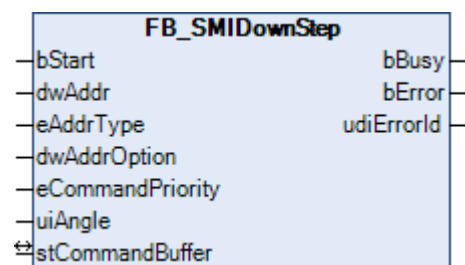 FB_SMIDownStep
bStart bBusy
dwAddr bError
eAddrType udiErrorId
dwAddrOption
eCommandPriority
uiAngle
stCommandBuffer